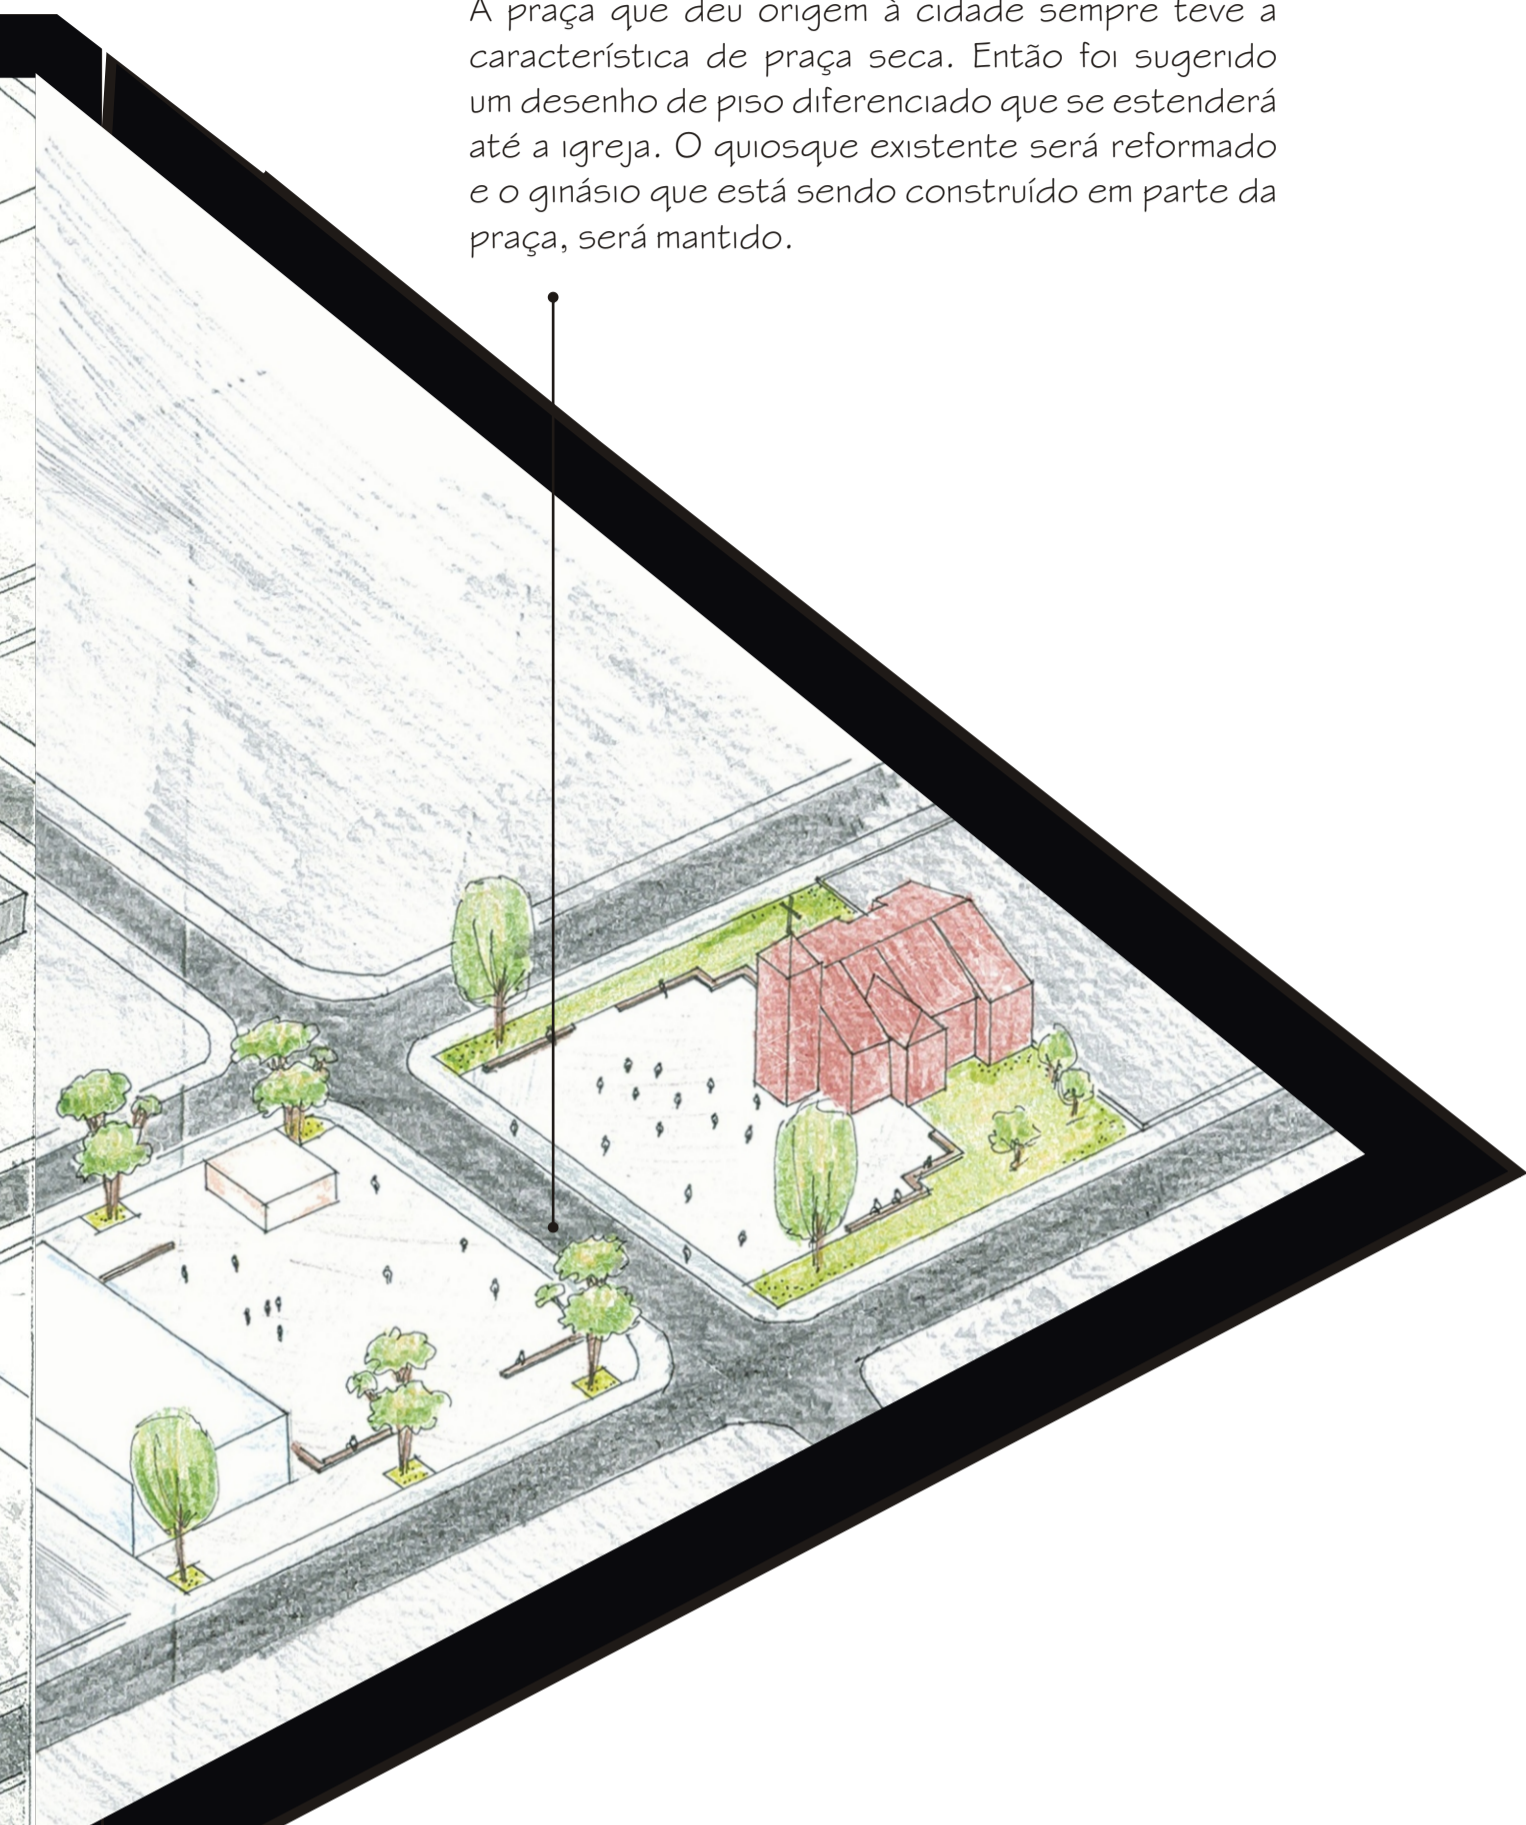 A praça que deu origem à cidade sempre teve a
característica de praça seca. Então foi sugerido
um desenho de piso diferenciado que se estenderá
até a igreja. O quiosque existente será reformado
e o ginásio que está sendo construído em parte da
praça, será mantido.